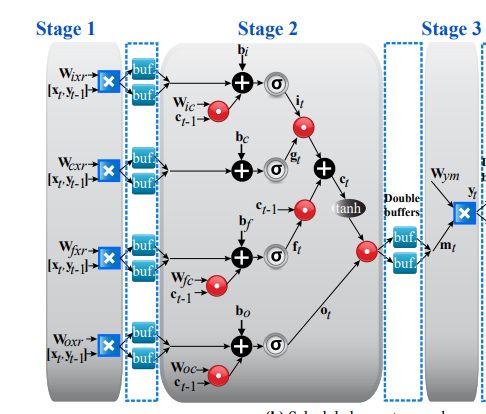 Stage 1 Stage 2 Stage 3
b_i
W_ixr
[x_t,y_t-1]
buf.
buf.
+ σ
i_t
W_ic
c_t-1
b_c
g_t
W_cxr
[x_t,y_t-1]
buf.
buf.
+ σ
+ c_t
W_ym
y_t
c_t-1
tanh
Double
buffers
b_f
f_t
W_fxr
[x_t,y_t-1]
buf.
buf.
+ σ
buf.
buf.
m_t
W_fc
c_t-1
b_o
o_t
W_oxr
[x_t,y_t-1]
buf.
buf.
+ σ
W_oc
c_t-1